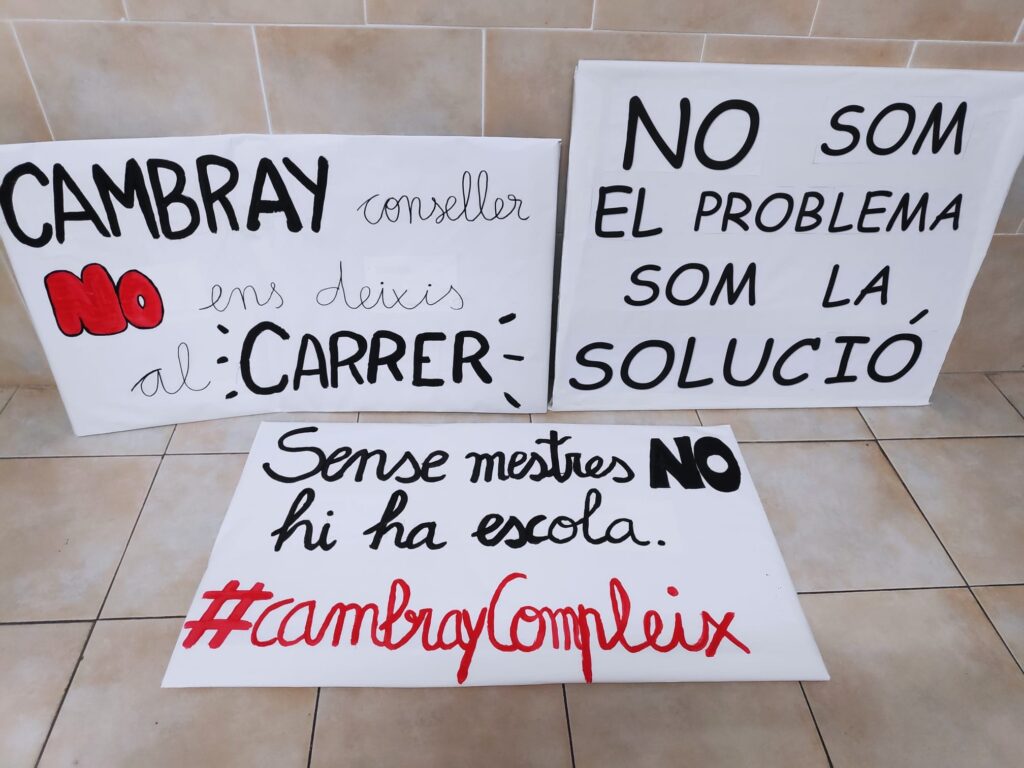 CAMBRAY conseller
NO ens deixis
al CARRER
NO SOM
EL PROBLEMA
SOM LA
SOLUCIÓ
Sense mestres NO
hi ha escola.
#cambrayCompleix